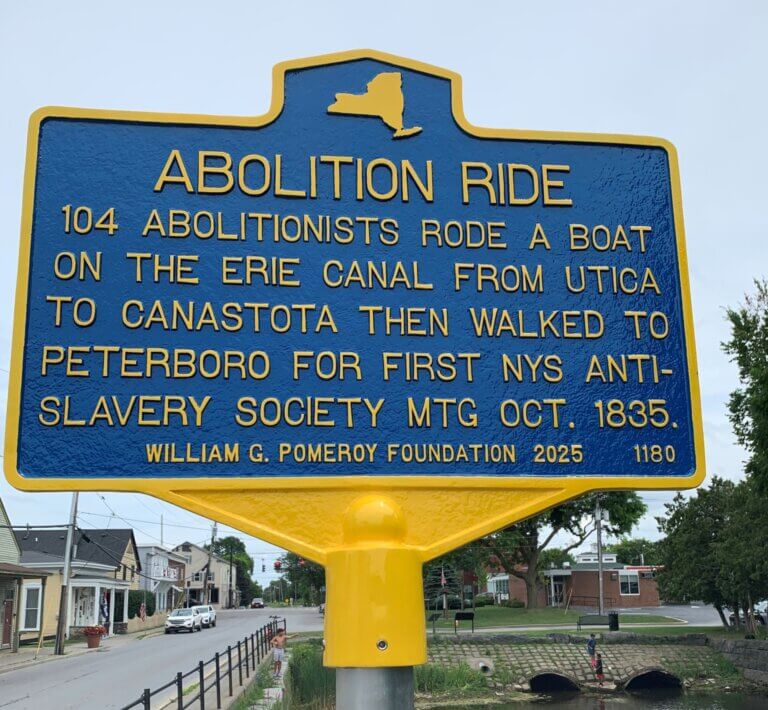 ABOLITION RIDE
104 ABOLITIONISTS RODE A BOAT
ON THE ERIE CANAL FROM UTICA
TO CANASTOTA THEN WALKED TO
PETERBORO FOR FIRST NYS ANTI-
SLAVERY SOCIETY MTG OCT. 1835.
WILLIAM G. POMEROY FOUNDATION 2025 1180